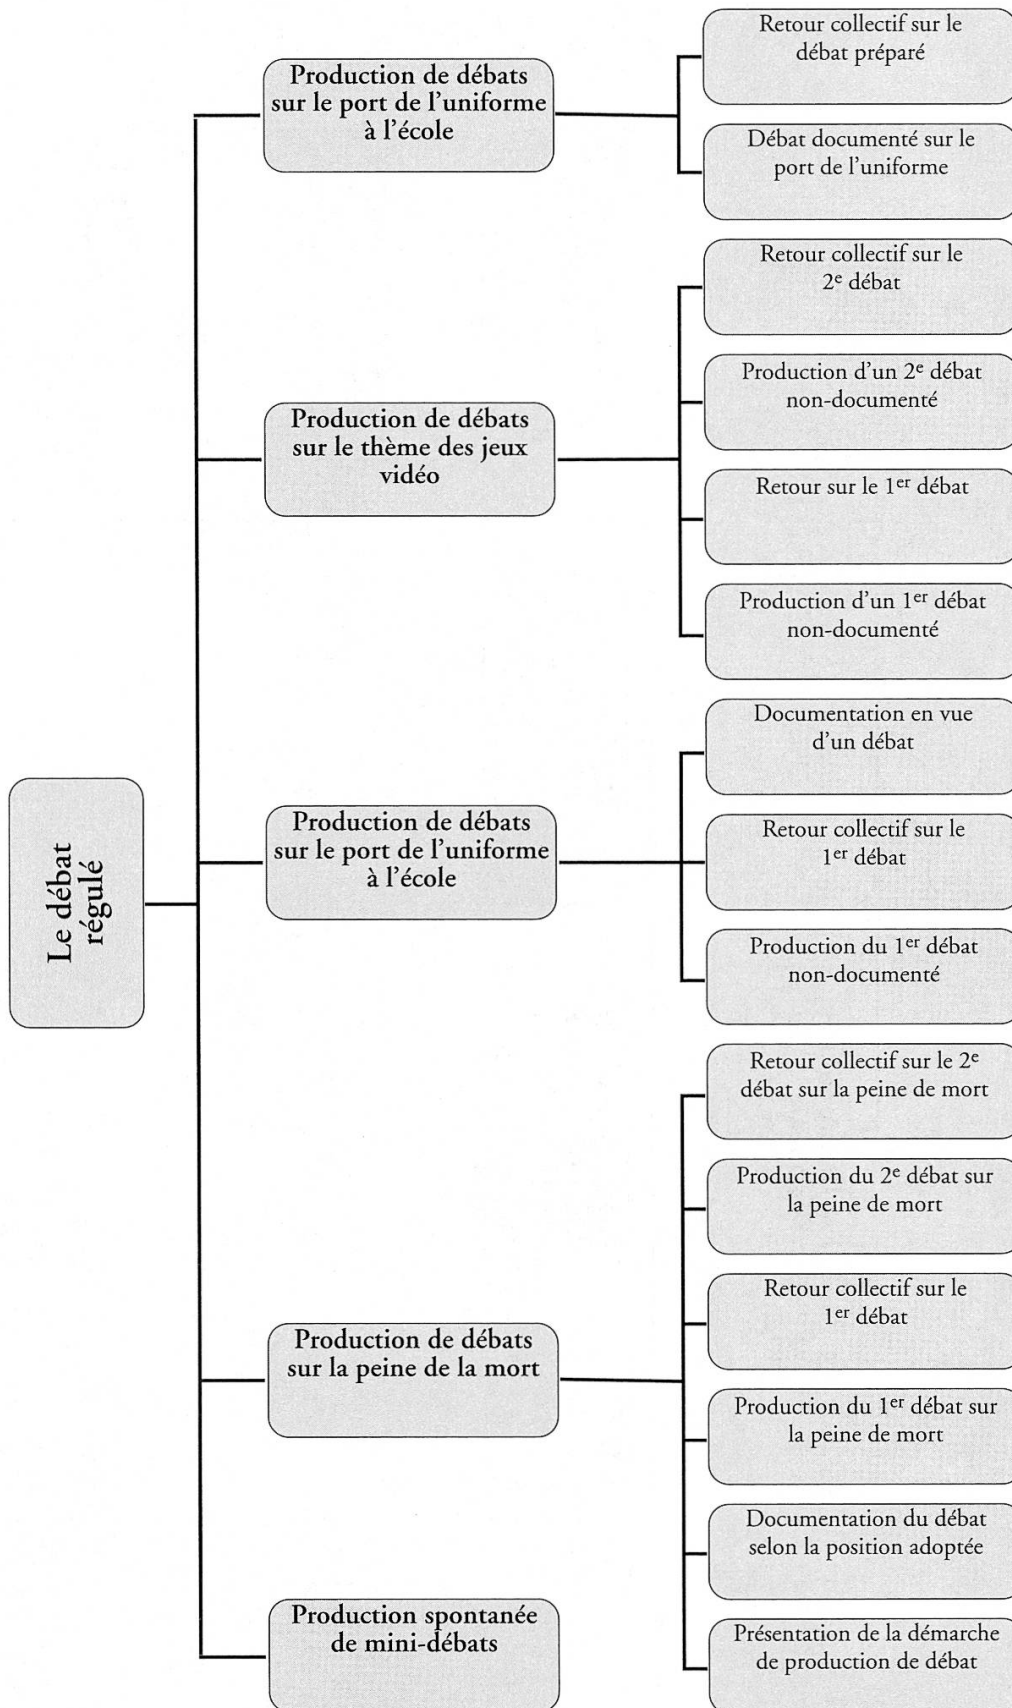 Le débat
régulé
Production de débats
sur le port de l'uniforme
à l'école
Retour collectif sur le
débat préparé
Débat documenté sur le
port de l'uniforme
Production de débats
sur le thème des jeux
vidéo
Retour collectif sur le
2e débat
Production d'un 2e débat
non-documenté
Retour sur le 1er débat
Production d'un 1er débat
non-documenté
Production de débats
sur le port de l'uniforme
à l'école
Documentation en vue
d'un débat
Retour collectif sur le
1er débat
Production du 1er débat
non-documenté
Production de débats
sur la peine de la mort
Retour collectif sur le 2e
débat sur la peine de mort
Production du 2e débat sur
la peine de mort
Retour collectif sur le
1er débat
Production du 1er débat sur
la peine de mort
Documentation du débat
selon la position adoptée
Présentation de la démarche
de production de débat
Production spontanée
de mini-débats